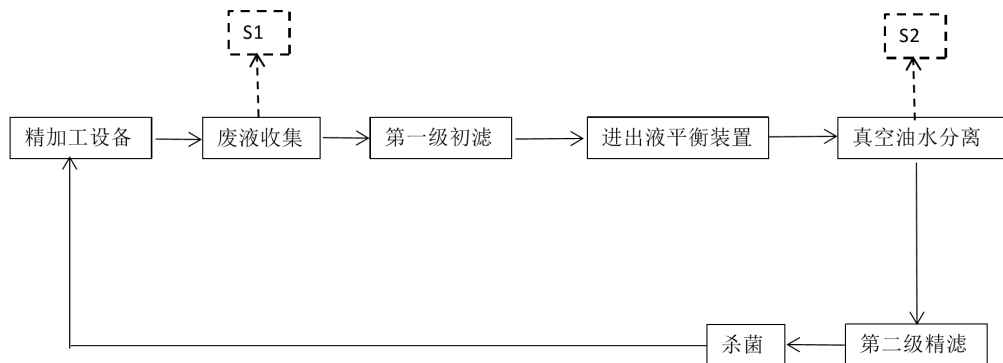 S1
S2
精加工设备
废液收集
第一级初滤
进出液平衡装置
真空油水分离
杀菌
第二级精滤